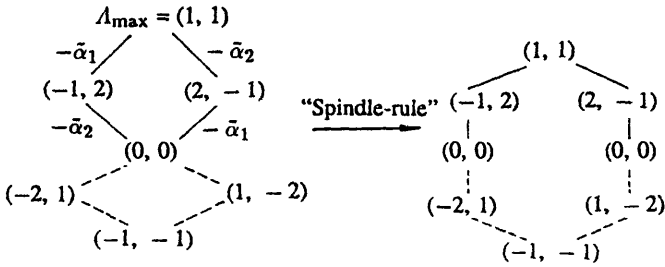 Λmax = (1, 1)
−α̃1 −α̃2
(−1, 2) (2, −1)
−α̃2 −α̃1
(0, 0)
(−2, 1) (1, −2)
(−1, −1)
“Spindle-rule”
(1, 1)
(−1, 2) (2, −1)
(0, 0) (0, 0)
(−2, 1) (1, −2)
(−1, −1)